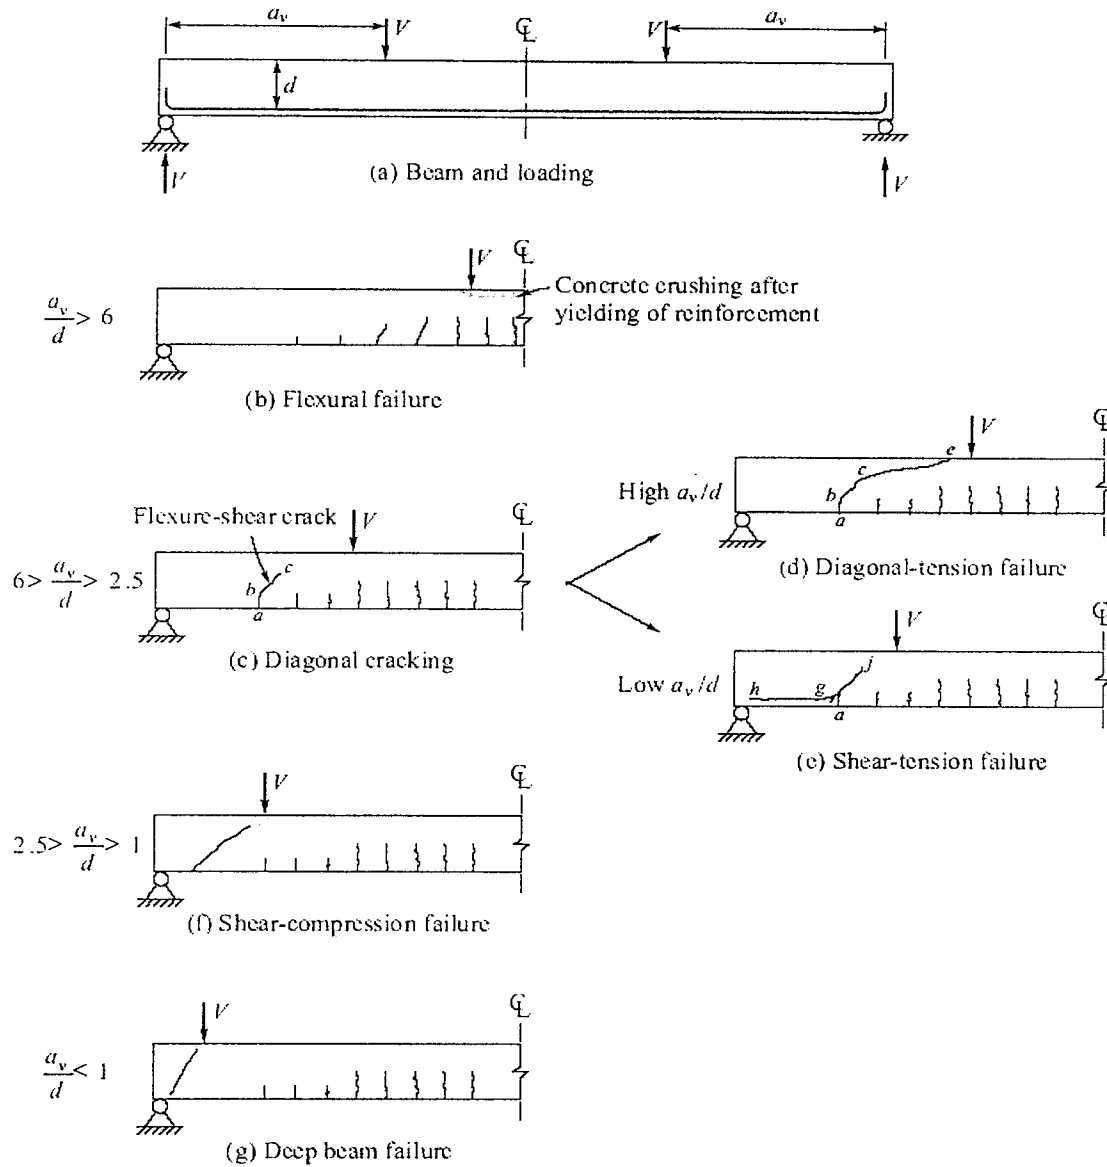 a_v V ℄ V a_v
d
(a) Beam and loading
V V
V ℄
Concrete crushing after
yielding of reinforcement
a_v/d > 6
(b) Flexural failure
Flexure-shear crack V ℄
c
b
a
6 > a_v/d > 2.5
(c) Diagonal cracking
V ℄
e
c
b
a
High a_v/d
(d) Diagonal-tension failure
V ℄
j
h g
a
Low a_v/d
(e) Shear-tension failure
V ℄
2.5 > a_v/d > 1
(f) Shear-compression failure
V ℄
a_v/d < 1
(g) Deep beam failure